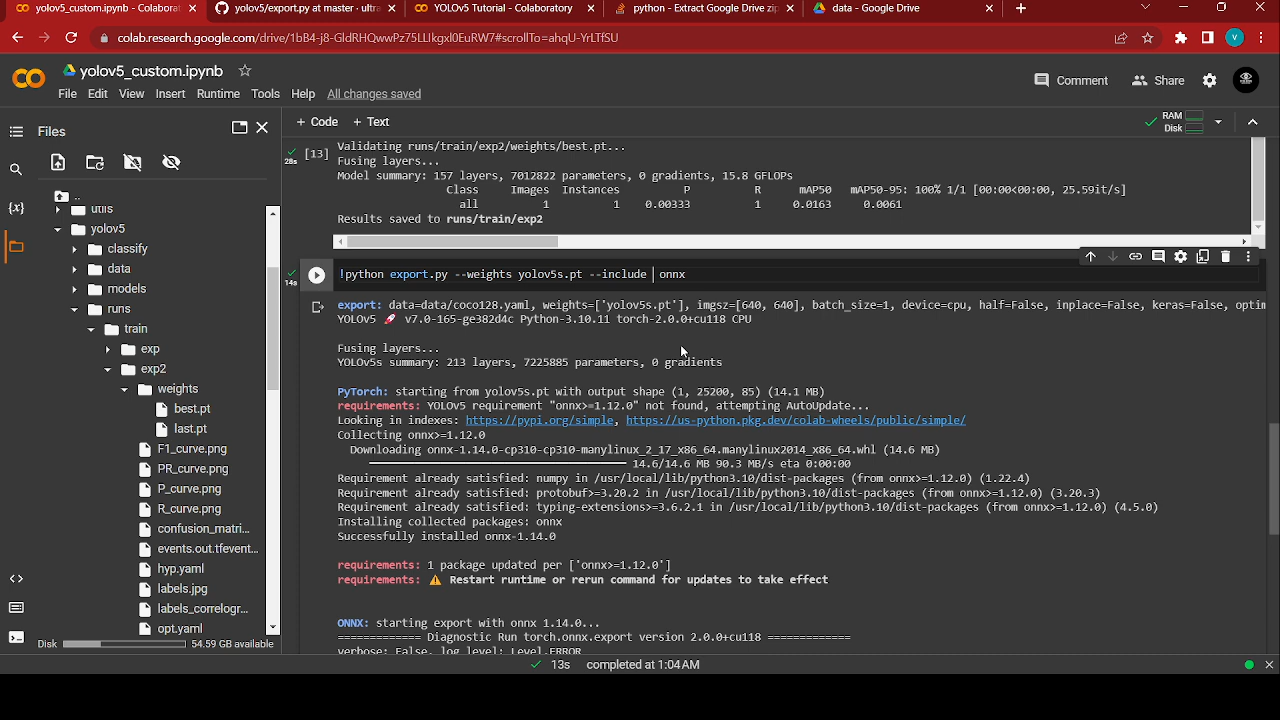 yolov5_custom.ipynb - Colaborat
yolov5/export.py at master · ultra
YOLOv5 Tutorial - Colaboratory
python - Extract Google Drive zip
data - Google Drive
colab.research.google.com/drive/1bB4-j8-GldRHQwwPz75LLlkgxl0EuRW7#scrollTo=ahqU-YrLTfSU
V
yolov5_custom.ipynb
File Edit View Insert Runtime Tools Help All changes saved
Comment Share
Files
+ Code + Text
RAM
Disk
..
utils
yolov5
classify
data
models
runs
train
exp
exp2
weights
best.pt
last.pt
F1_curve.png
PR_curve.png
P_curve.png
R_curve.png
confusion_matri...
events.out.tfevent...
hyp.yaml
labels.jpg
labels_correlogr...
opt.yaml
Disk 54.59 GB available
28s [13] Validating runs/train/exp2/weights/best.pt...
Fusing layers...
Model summary: 157 layers, 7012822 parameters, 0 gradients, 15.8 GFLOPs
Class Images Instances P R mAP50 mAP50-95: 100% 1/1 [00:00<00:00, 25.59it/s]
all 1 1 0.00333 1 0.0163 0.0061
Results saved to runs/train/exp2
14s !python export.py --weights yolov5s.pt --include onnx
export: data=data/coco128.yaml, weights=['yolov5s.pt'], imgsz=[640, 640], batch_size=1, device=cpu, half=False, inplace=False, keras=False, optim
YOLOv5 🚀 v7.0-165-ge382d4c Python-3.10.11 torch-2.0.0+cu118 CPU
Fusing layers...
YOLOv5s summary: 213 layers, 7225885 parameters, 0 gradients
PyTorch: starting from yolov5s.pt with output shape (1, 25200, 85) (14.1 MB)
requirements: YOLOv5 requirement "onnx>=1.12.0" not found, attempting AutoUpdate...
Looking in indexes: https://pypi.org/simple, https://us-python.pkg.dev/colab-wheels/public/simple/
Collecting onnx>=1.12.0
Downloading onnx-1.14.0-cp310-cp310-manylinux_2_17_x86_64.manylinux2014_x86_64.whl (14.6 MB)
14.6/14.6 MB 90.3 MB/s eta 0:00:00
Requirement already satisfied: numpy in /usr/local/lib/python3.10/dist-packages (from onnx>=1.12.0) (1.22.4)
Requirement already satisfied: protobuf>=3.20.2 in /usr/local/lib/python3.10/dist-packages (from onnx>=1.12.0) (3.20.3)
Requirement already satisfied: typing-extensions>=3.6.2.1 in /usr/local/lib/python3.10/dist-packages (from onnx>=1.12.0) (4.5.0)
Installing collected packages: onnx
Successfully installed onnx-1.14.0
requirements: 1 package updated per ['onnx>=1.12.0']
requirements: ⚠️ Restart runtime or rerun command for updates to take effect
ONNX: starting export with onnx 1.14.0...
============= Diagnostic Run torch.onnx.export version 2.0.0+cu118 =============
verbose: False, log level: Level.ERROR
13s completed at 1:04 AM